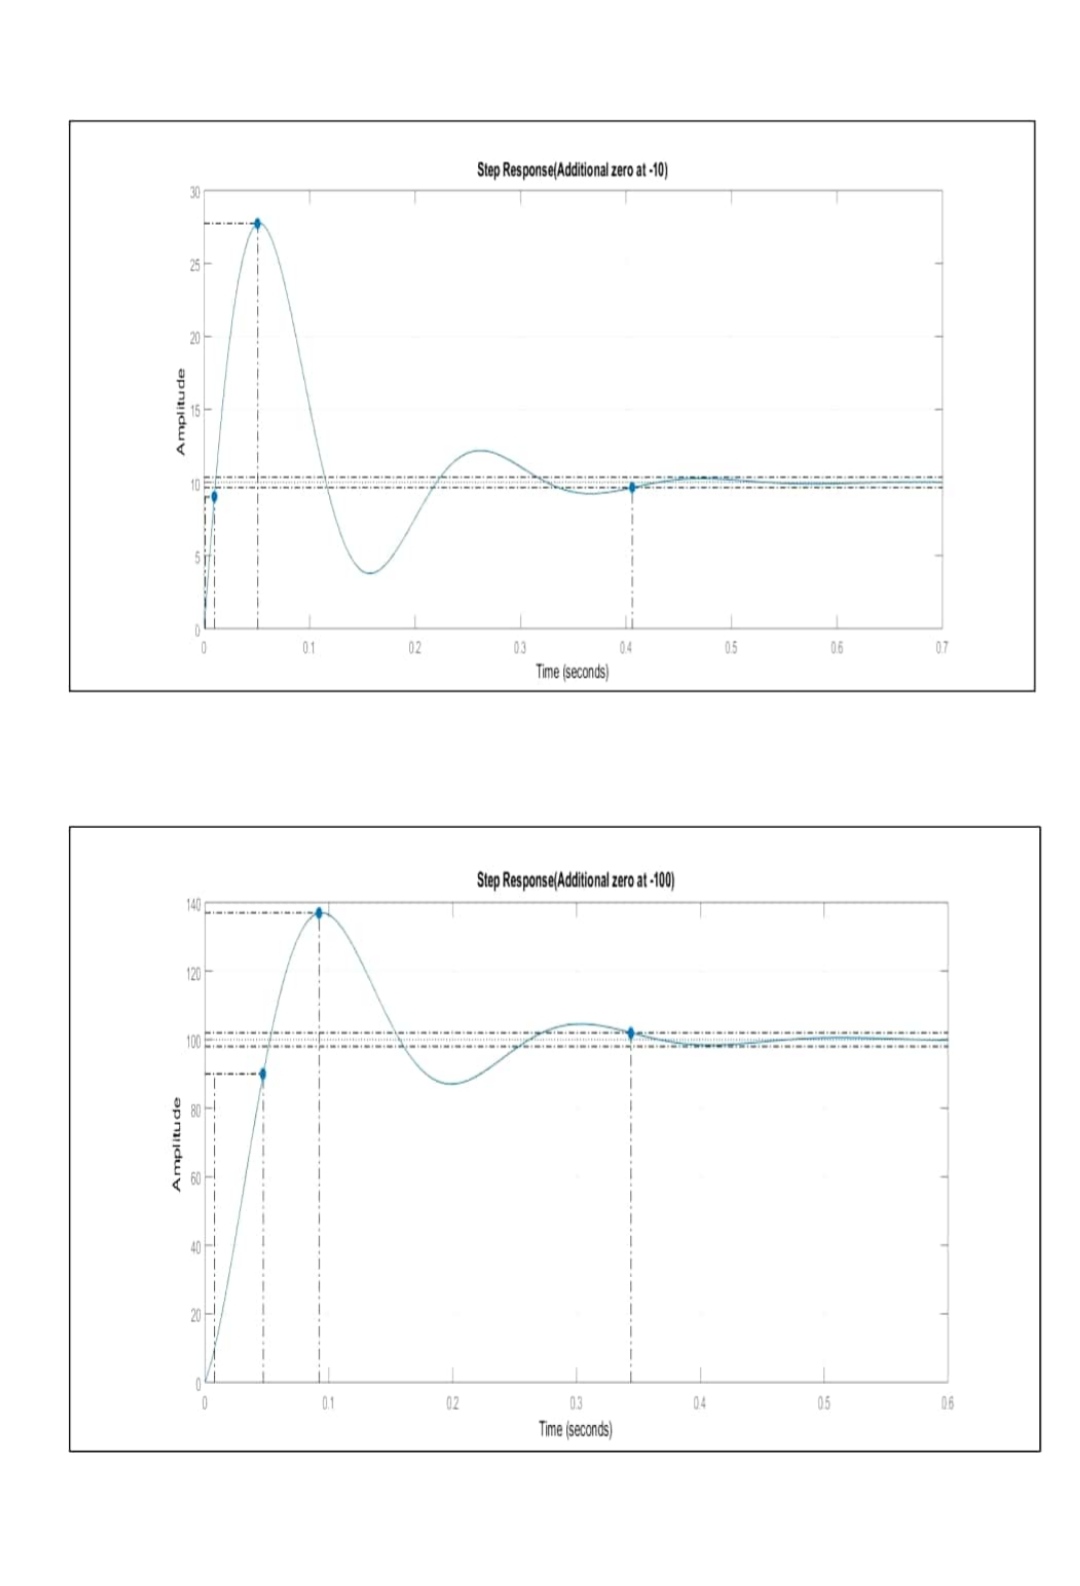 Step Response(Additional zero at -10)
30
25
20
15
10
5
0
Amplitude
0 0.1 0.2 0.3 0.4 0.5 0.6 0.7
Time (seconds)
Step Response(Additional zero at -100)
140
120
100
80
60
40
20
0
Amplitude
0 0.1 0.2 0.3 0.4 0.5 0.6
Time (seconds)